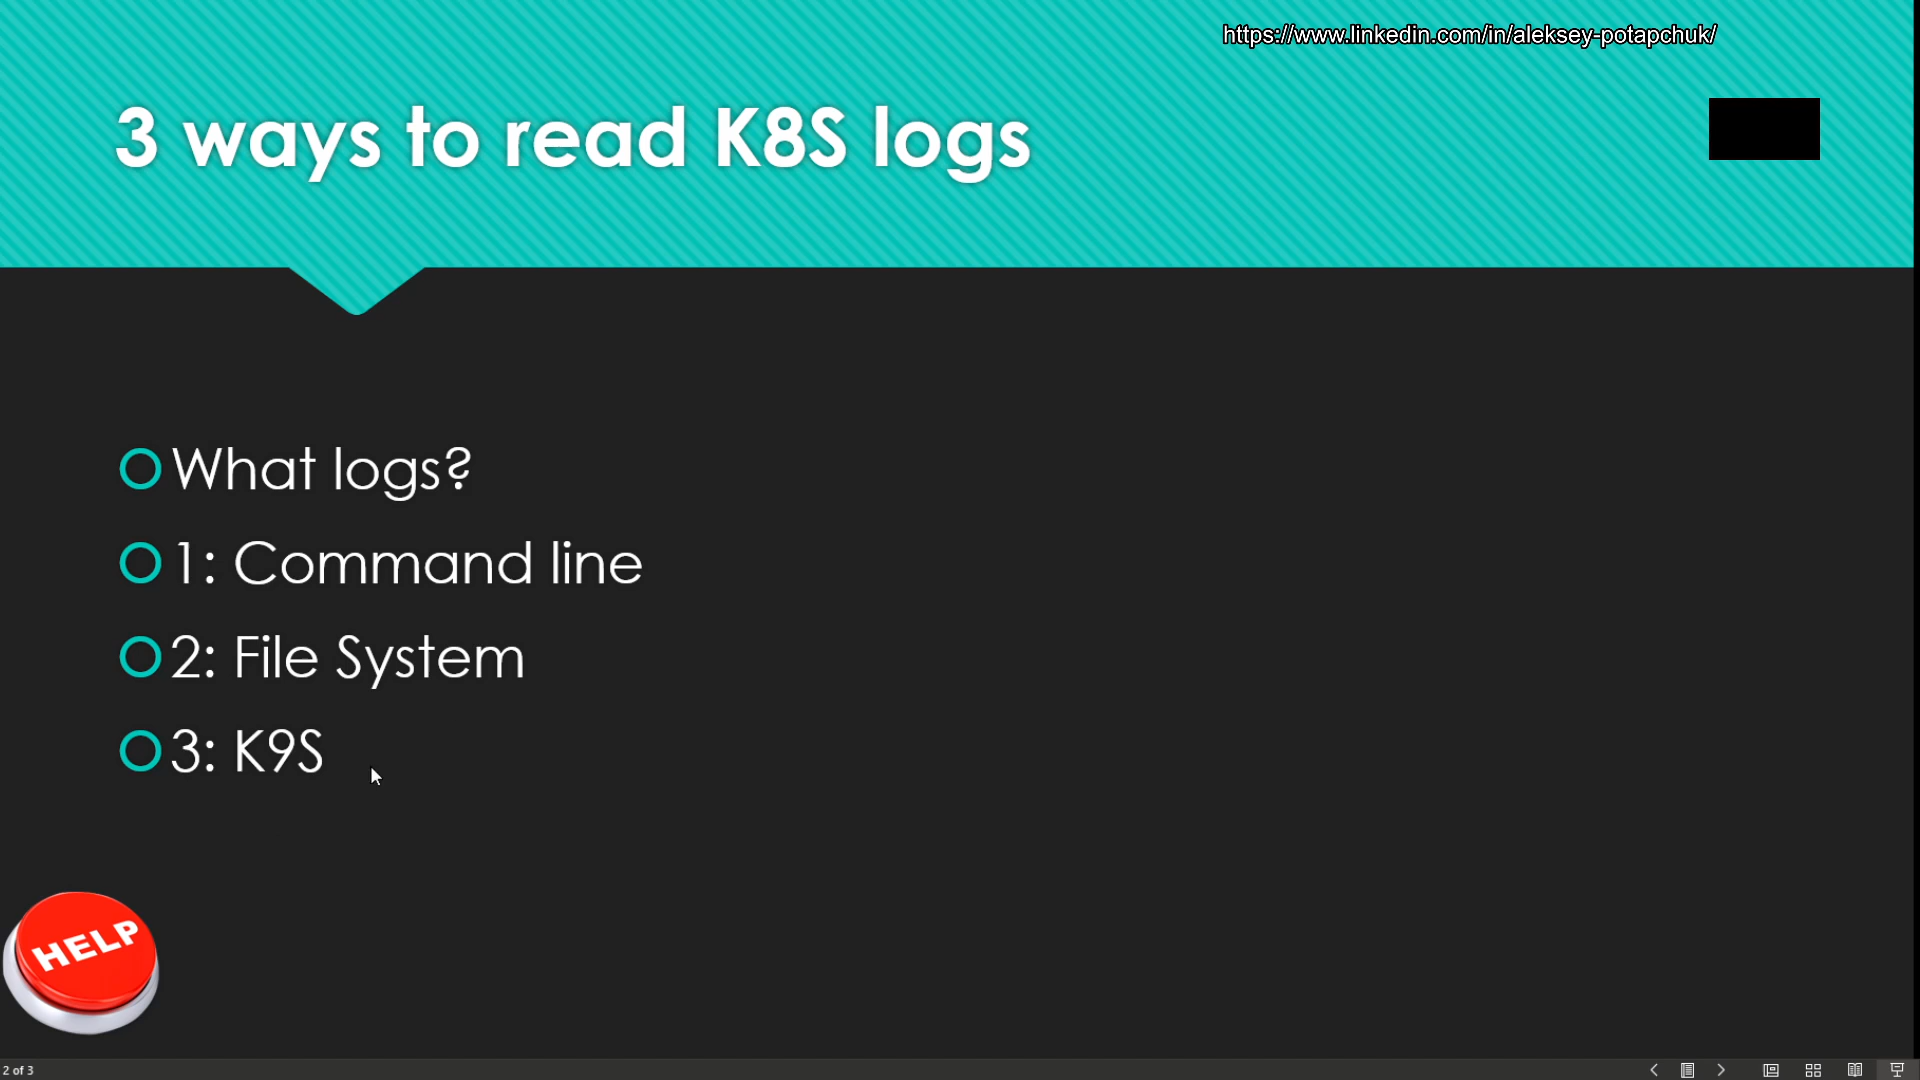 https://www.linkedin.com/in/aleksey-potapchuk/
3 ways to read K8S logs
What logs?
1: Command line
2: File System
3: K9S
HELP
2 of 3